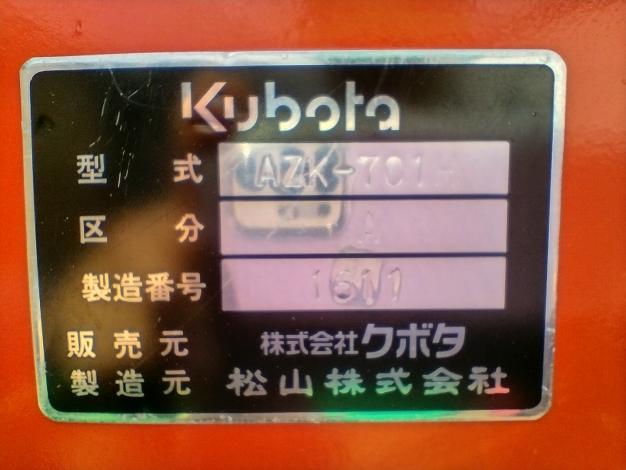 Kubota
型式 AZK-701
区分 A
製造番号 1611
販売元 株式会社クボタ
製造元 松山株式会社